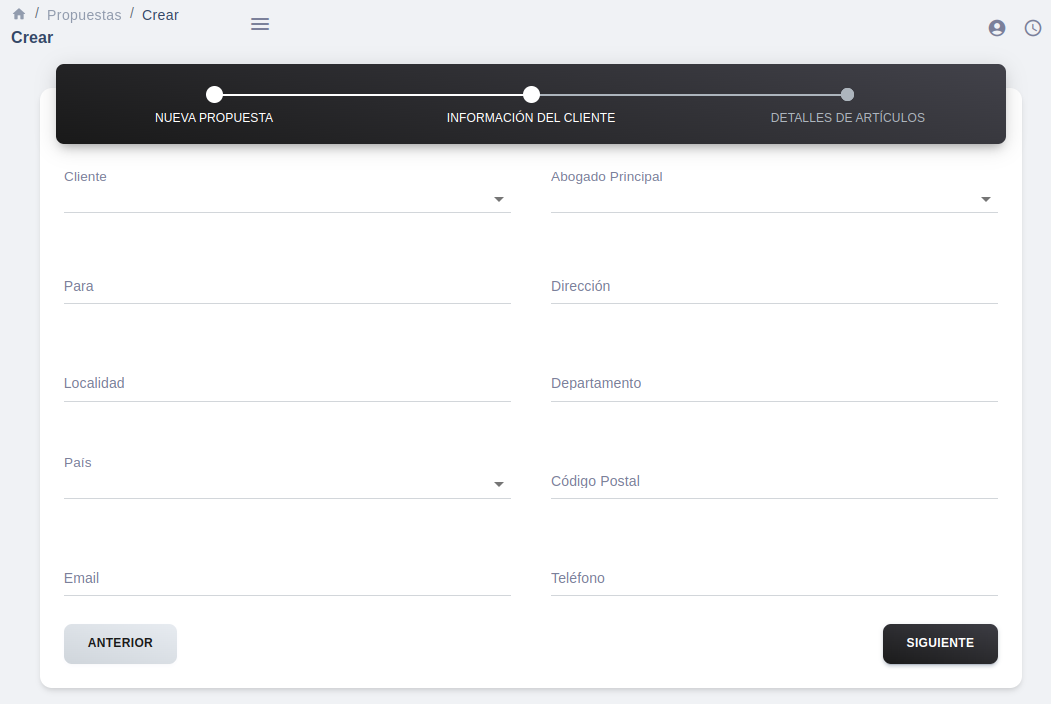 / Propuestas / Crear
Crear
NUEVA PROPUESTA INFORMACIÓN DEL CLIENTE DETALLES DE ARTÍCULOS
Cliente Abogado Principal
Para Dirección
Localidad Departamento
País
Código Postal
Email Teléfono
ANTERIOR SIGUIENTE